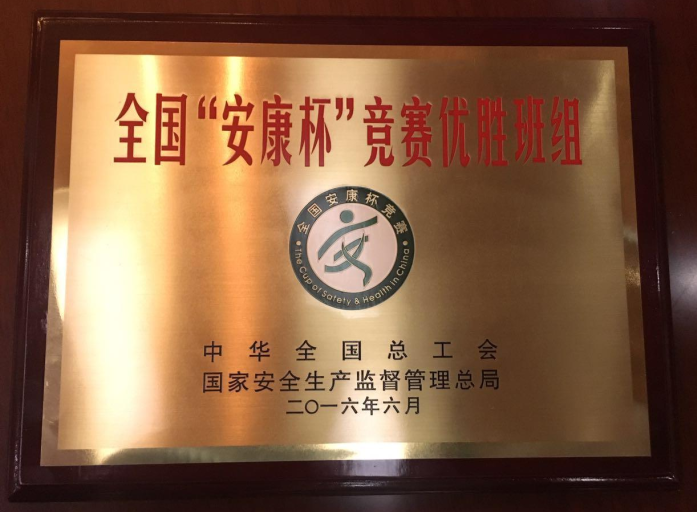 全国“安康杯”竞赛优胜班组
全国安康杯竞赛
The Cup of Safety & Health in China
中华全国总工会
国家安全生产监督管理总局
二〇一六年六月